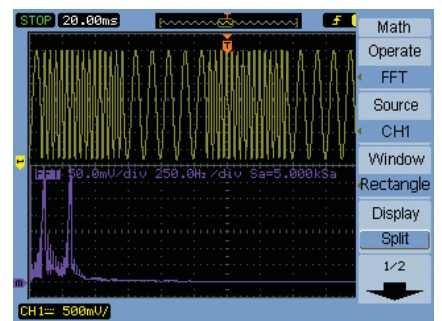 STOP 20.00ms
T
Math
Operate
FFT
Source
CH1
Window
Rectangle
Display
Split
1/2
1
FFT 50.0mV/div 250.0Hz/div Sa=5.000kSa
M
CH1 500mV/